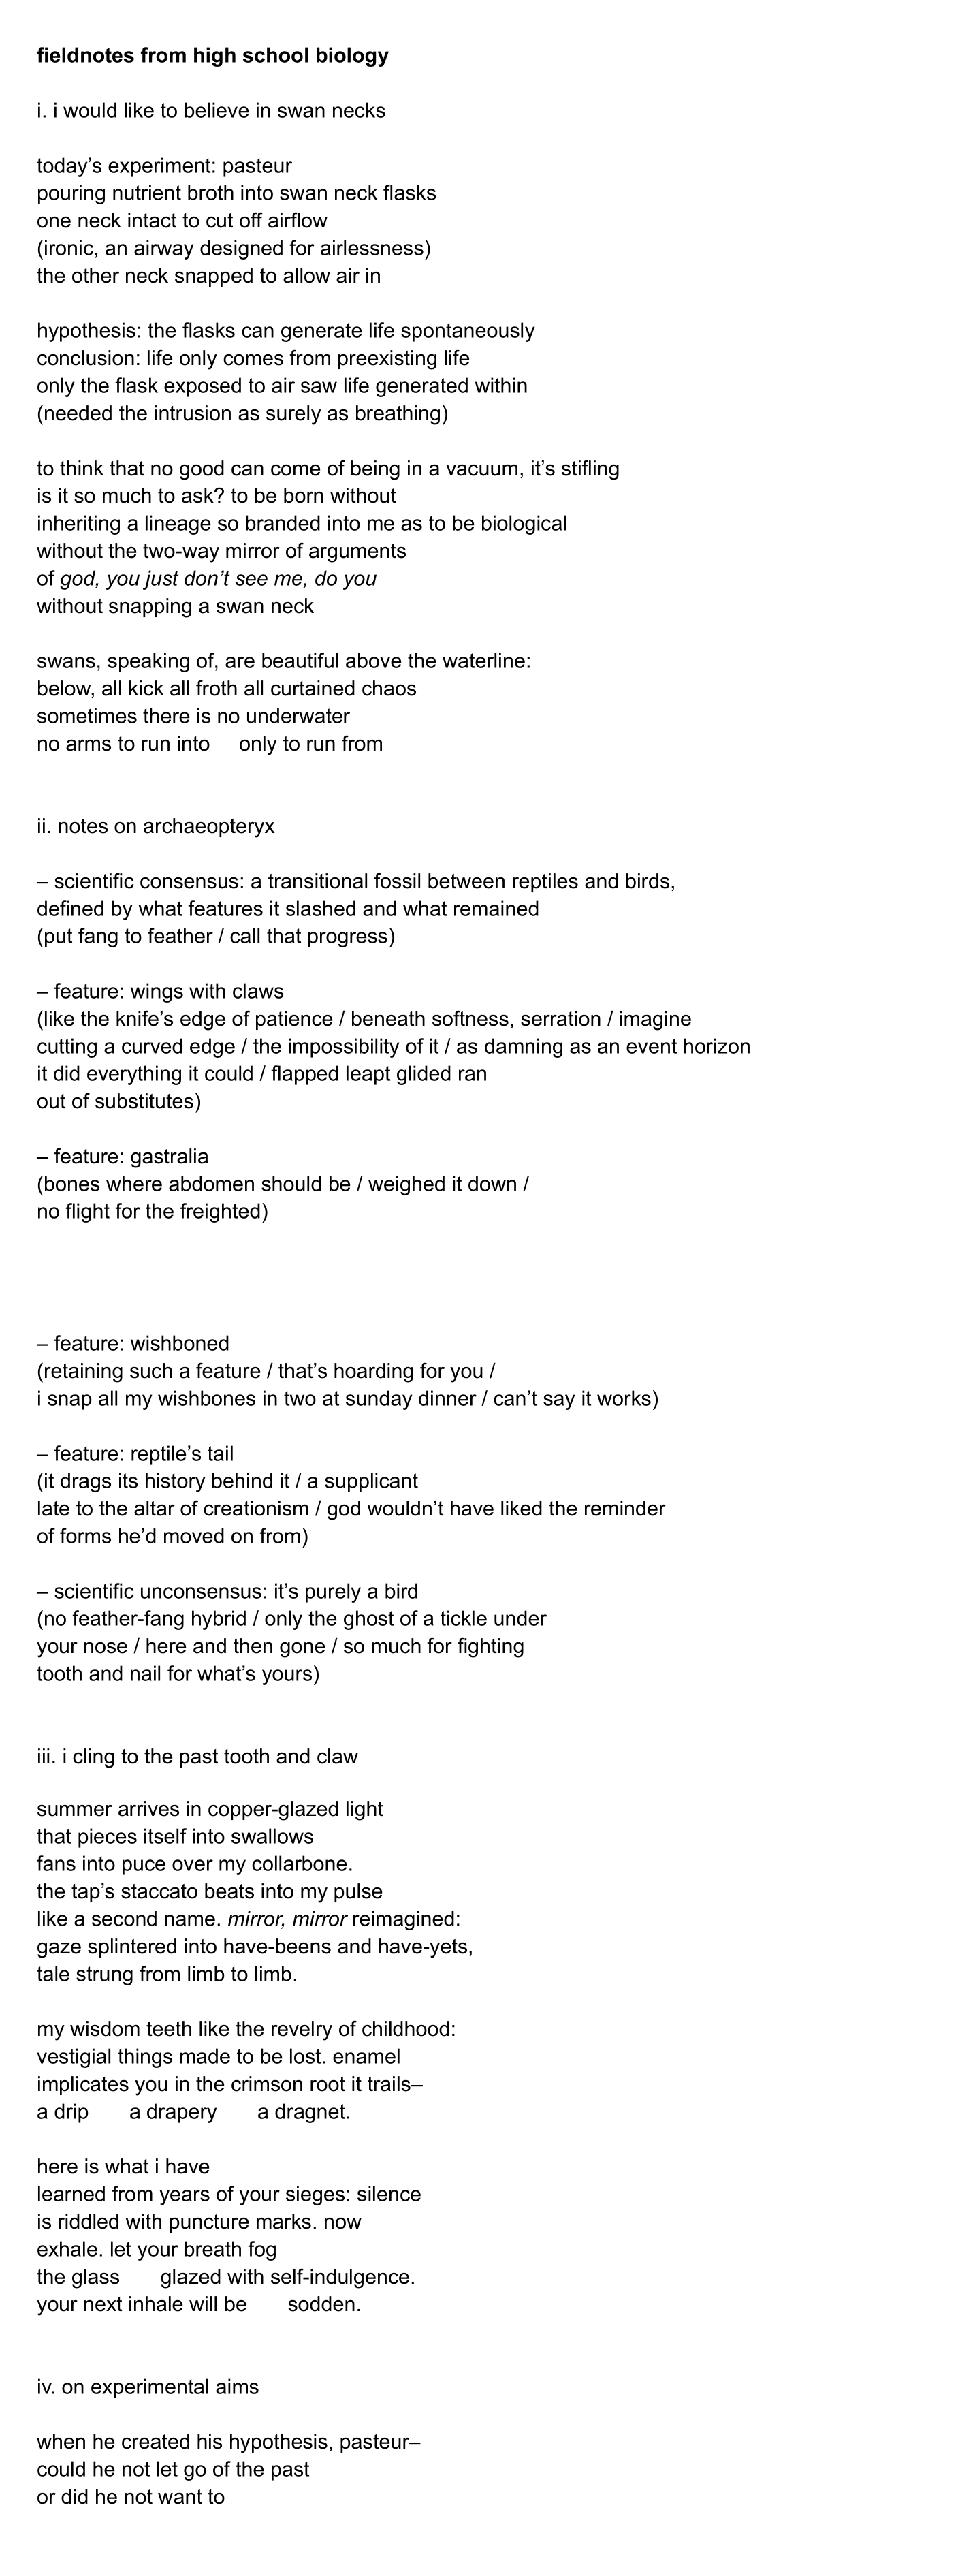 fieldnotes from high school biology
i. i would like to believe in swan necks
today’s experiment: pasteur
pouring nutrient broth into swan neck flasks
one neck intact to cut off airflow
(ironic, an airway designed for airlessness)
the other neck snapped to allow air in
hypothesis: the flasks can generate life spontaneously
conclusion: life only comes from preexisting life
only the flask exposed to air saw life generated within
(needed the intrusion as surely as breathing)
to think that no good can come of being in a vacuum, it’s stifling
is it so much to ask? to be born without
inheriting a lineage so branded into me as to be biological
without the two-way mirror of arguments
of god, you just don’t see me, do you
without snapping a swan neck
swans, speaking of, are beautiful above the waterline:
below, all kick all froth all curtained chaos
sometimes there is no underwater
no arms to run into     only to run from
ii. notes on archaeopteryx
– scientific consensus: a transitional fossil between reptiles and birds,
defined by what features it slashed and what remained
(put fang to feather / call that progress)
– feature: wings with claws
(like the knife’s edge of patience / beneath softness, serration / imagine
cutting a curved edge / the impossibility of it / as damning as an event horizon
it did everything it could / flapped leapt glided ran
out of substitutes)
– feature: gastralia
(bones where abdomen should be / weighed it down /
no flight for the freighted)
– feature: wishboned
(retaining such a feature / that’s hoarding for you /
i snap all my wishbones in two at sunday dinner / can’t say it works)
– feature: reptile’s tail
(it drags its history behind it / a supplicant
late to the altar of creationism / god wouldn’t have liked the reminder
of forms he’d moved on from)
– scientific unconsensus: it’s purely a bird
(no feather-fang hybrid / only the ghost of a tickle under
your nose / here and then gone / so much for fighting
tooth and nail for what’s yours)
iii. i cling to the past tooth and claw
summer arrives in copper-glazed light
that pieces itself into swallows
fans into puce over my collarbone.
the tap’s staccato beats into my pulse
like a second name. mirror, mirror reimagined:
gaze splintered into have-beens and have-yets,
tale strung from limb to limb.
my wisdom teeth like the revelry of childhood:
vestigial things made to be lost. enamel
implicates you in the crimson root it trails–
a drip       a drapery       a dragnet.
here is what i have
learned from years of your sieges: silence
is riddled with puncture marks. now
exhale. let your breath fog
the glass       glazed with self-indulgence.
your next inhale will be       sodden.
iv. on experimental aims
when he created his hypothesis, pasteur–
could he not let go of the past
or did he not want to